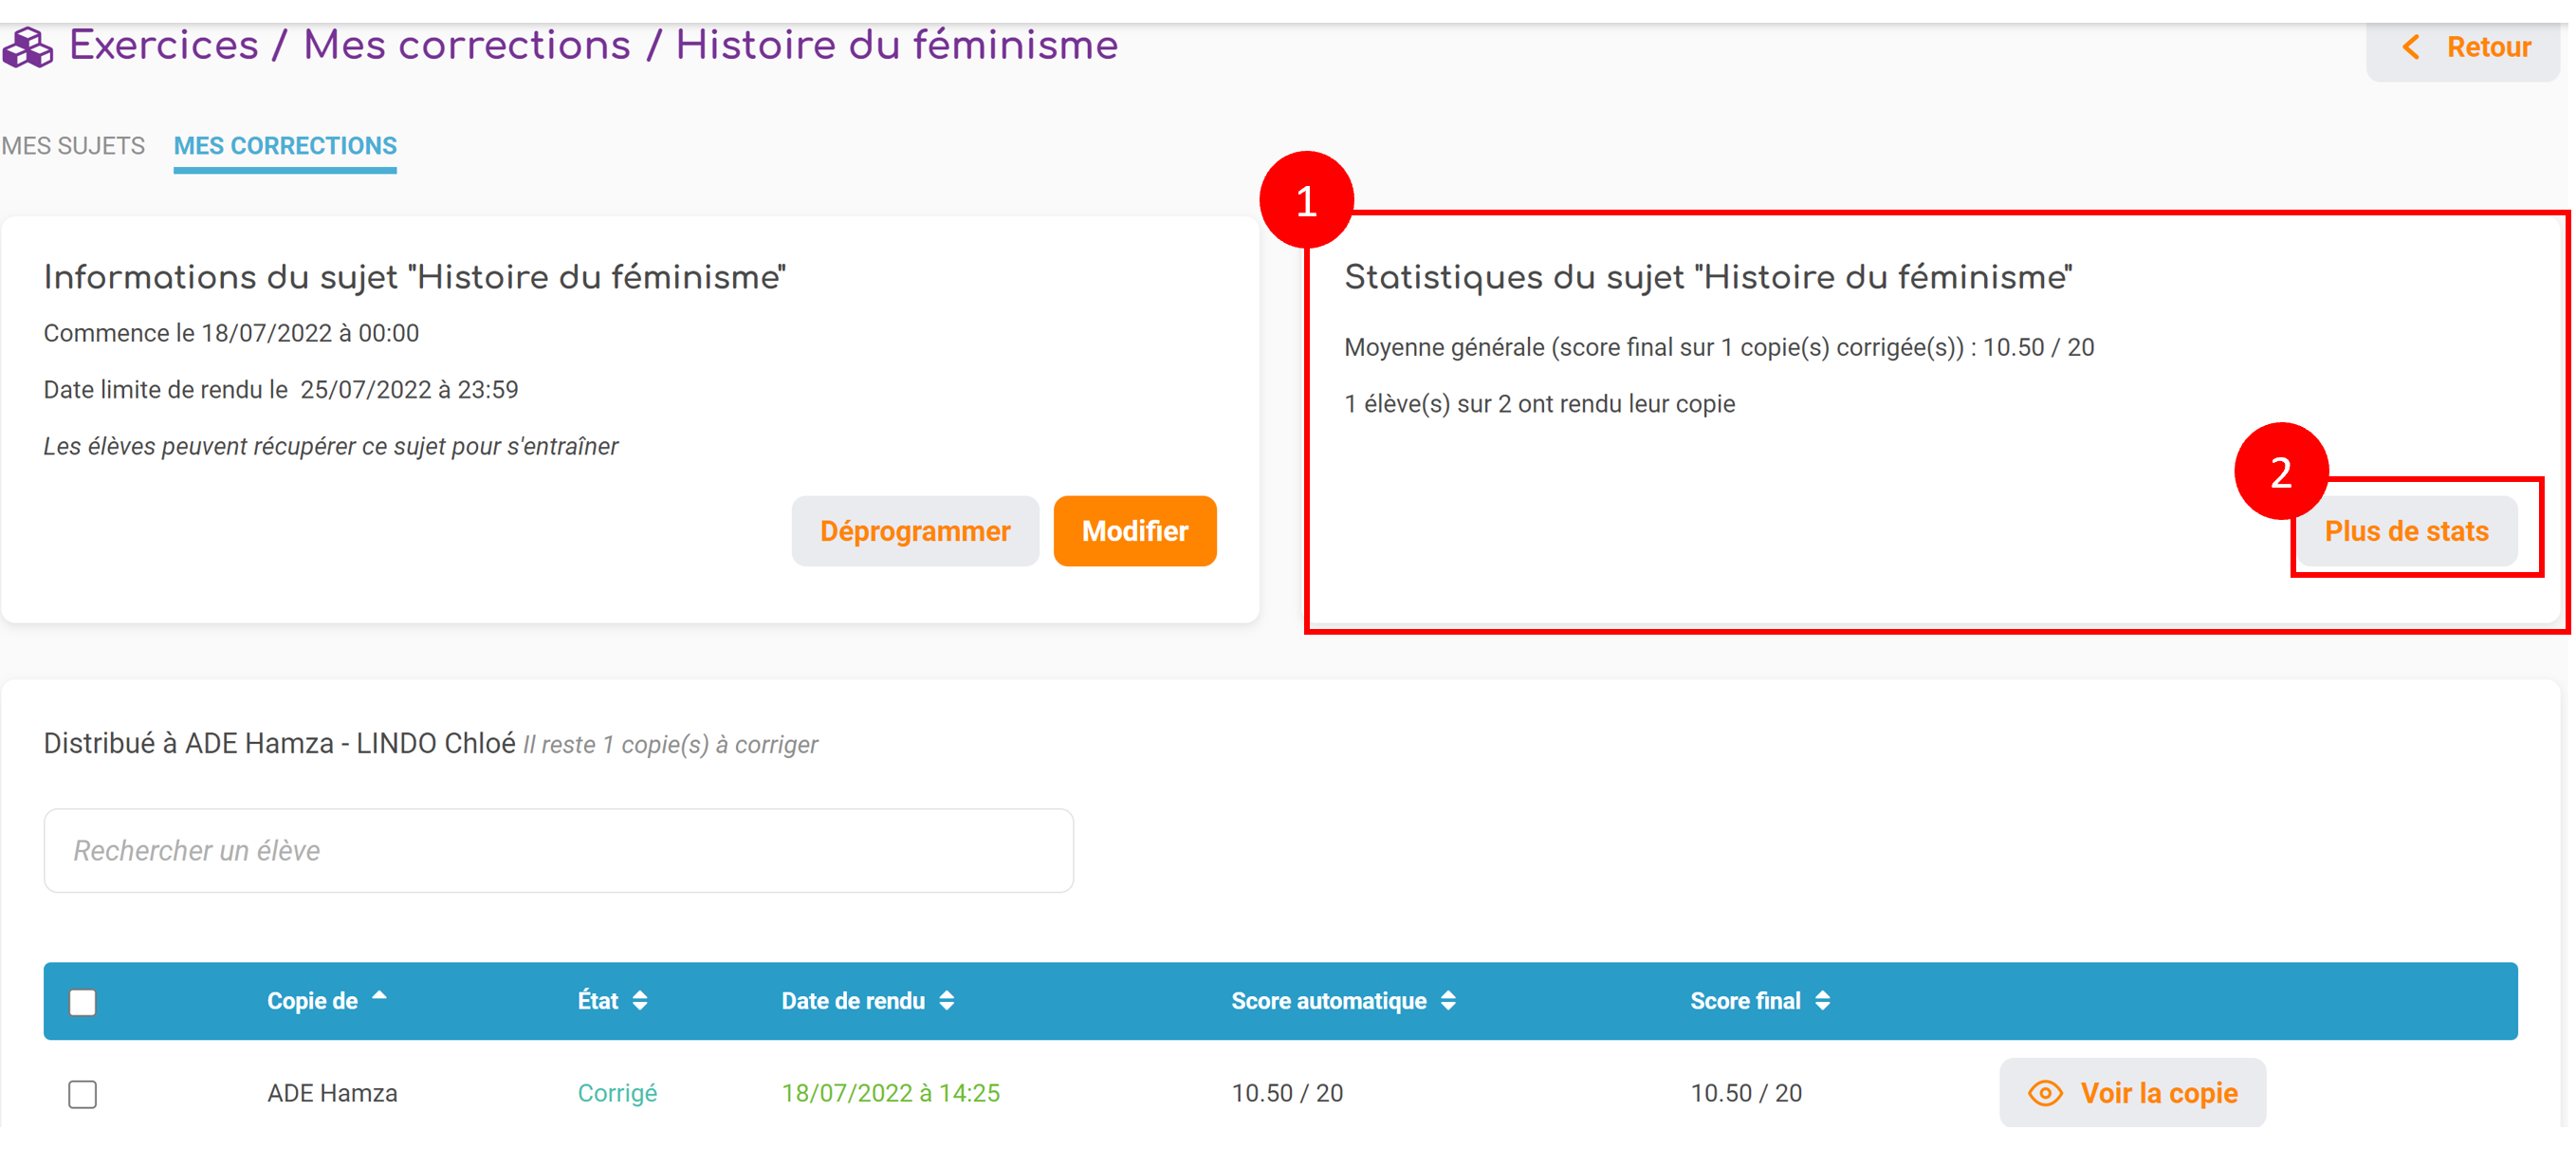 Exercices / Mes corrections / Histoire du féminisme
Retour
MES SUJETS MES CORRECTIONS
1
Informations du sujet "Histoire du féminisme"
Commence le 18/07/2022 à 00:00
Date limite de rendu le 25/07/2022 à 23:59
Les élèves peuvent récupérer ce sujet pour s'entraîner
Déprogrammer Modifier
Statistiques du sujet "Histoire du féminisme"
Moyenne générale (score final sur 1 copie(s) corrigée(s)) : 10.50 / 20
1 élève(s) sur 2 ont rendu leur copie
2
Plus de stats
Distribué à ADE Hamza - LINDO Chloé Il reste 1 copie(s) à corriger
Rechercher un élève
Copie de État Date de rendu Score automatique Score final
ADE Hamza Corrigé 18/07/2022 à 14:25 10.50 / 20 10.50 / 20 Voir la copie